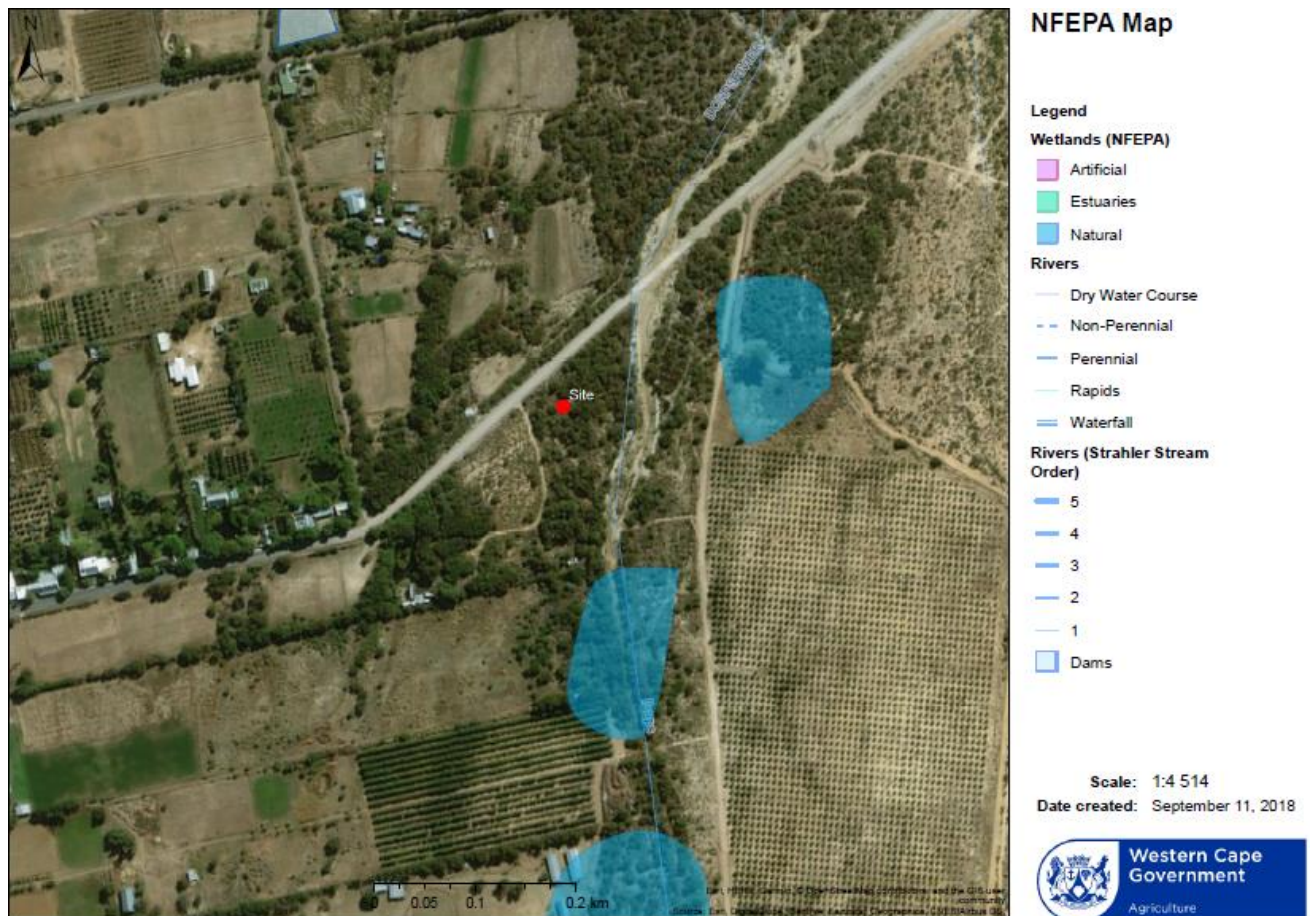 NFEPA Map
N
Legend
Wetlands (NFEPA)
Artificial
Estuaries
Natural
Rivers
Dry Water Course
Non-Perennial
Perennial
Rapids
Waterfall
Rivers (Strahler Stream
Order)
5
4
3
2
1
Dams
Site
0 0.05 0.1 0.2 km
community
Scale: 1:4 514
Date created: September 11, 2018
Western Cape
Government
Agriculture